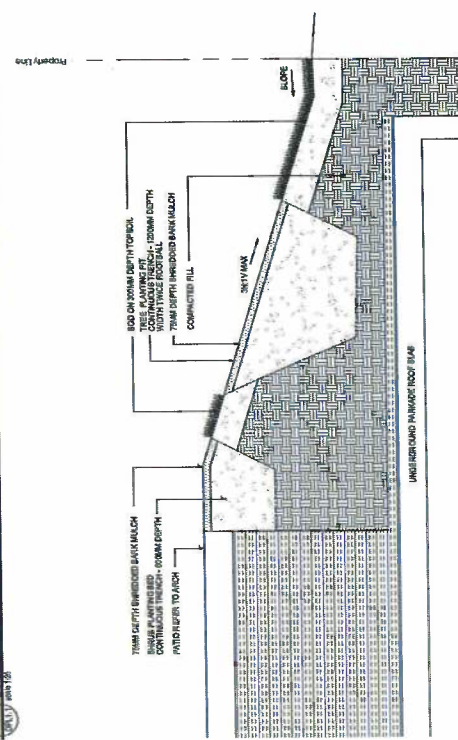 Property Line
SLOPE
SOD ON 300MM DEPTH TOPSOIL
TREE PLANTING PIT
CONTINUOUS TRENCH - 1200MM DEPTH
WIDTH TWICE ROOTBALL
75MM DEPTH SHREDDED BARK MULCH
COMPACTED FILL
3H:1V MAX
75MM DEPTH SHREDDED BARK MULCH
SHRUB PLANTING BED
CONTINUOUS TRENCH - 600MM DEPTH
PATIO REFER TO ARCH
UNDERGROUND PARKADE ROOF SLAB